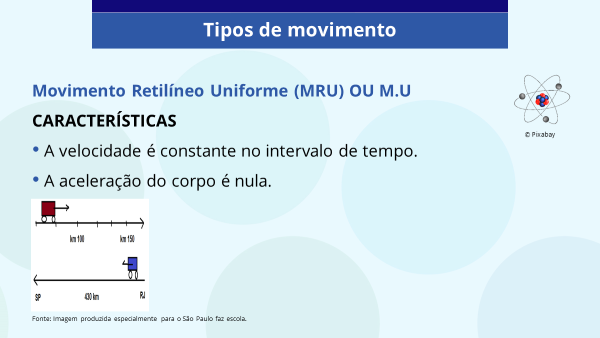 Tipos de movimento
Movimento Retilíneo Uniforme (MRU) OU M.U
© Pixabay
CARACTERÍSTICAS
• A velocidade é constante no intervalo de tempo.
• A aceleração do corpo é nula.
km 100 km 150
SP 430 km RJ
Fonte: Imagem produzida especialmente para o São Paulo faz escola.